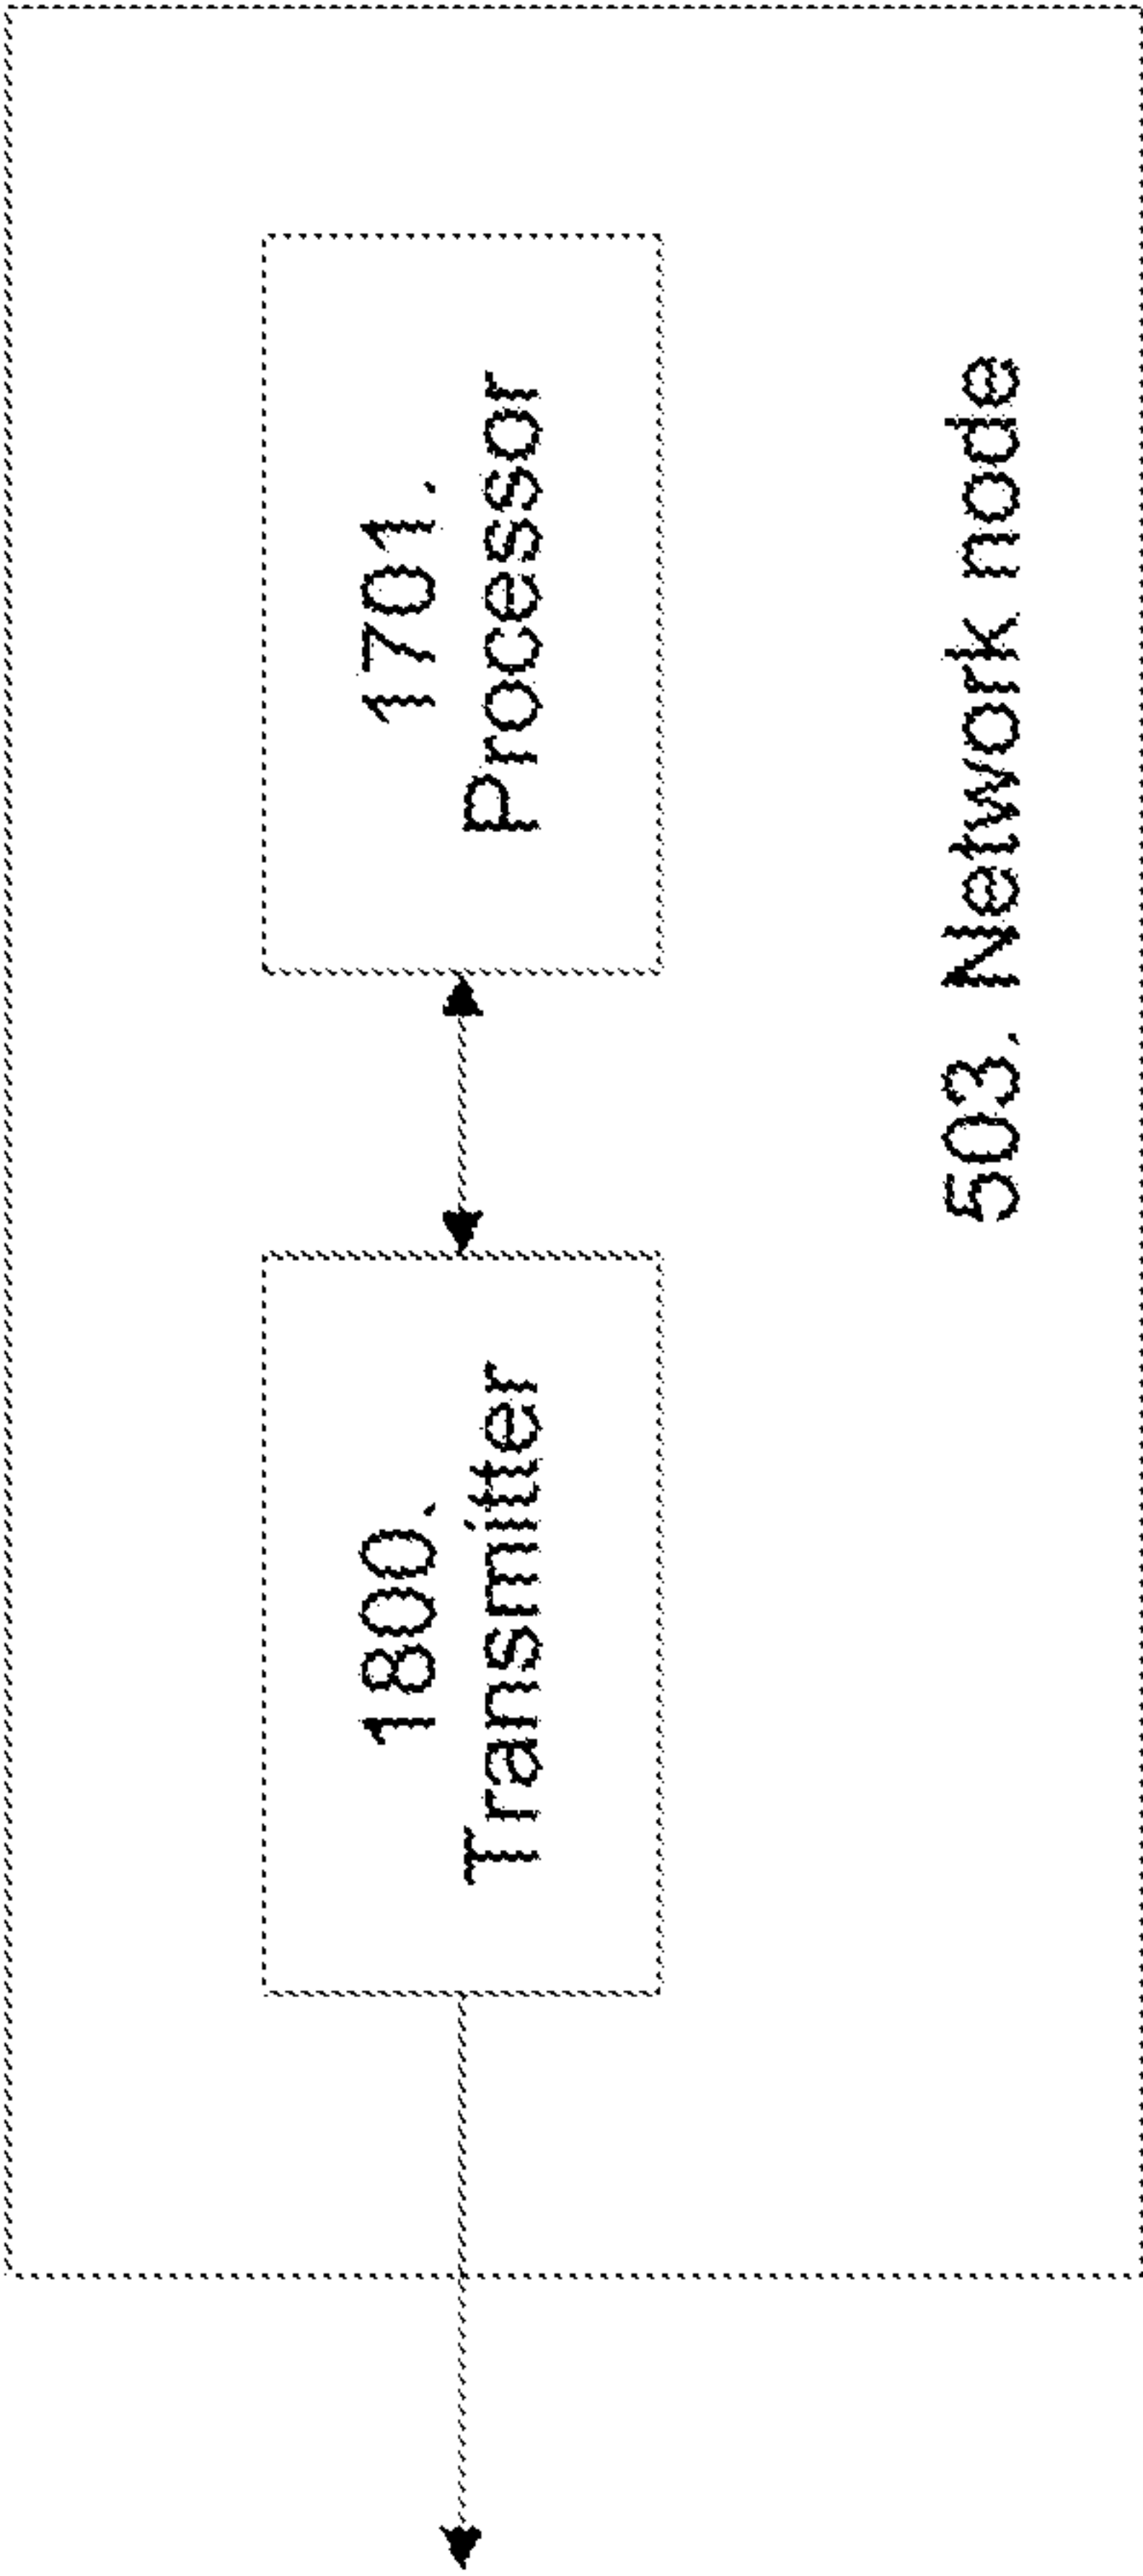 1800.
Transmitter
1701.
Processor
503. Network node